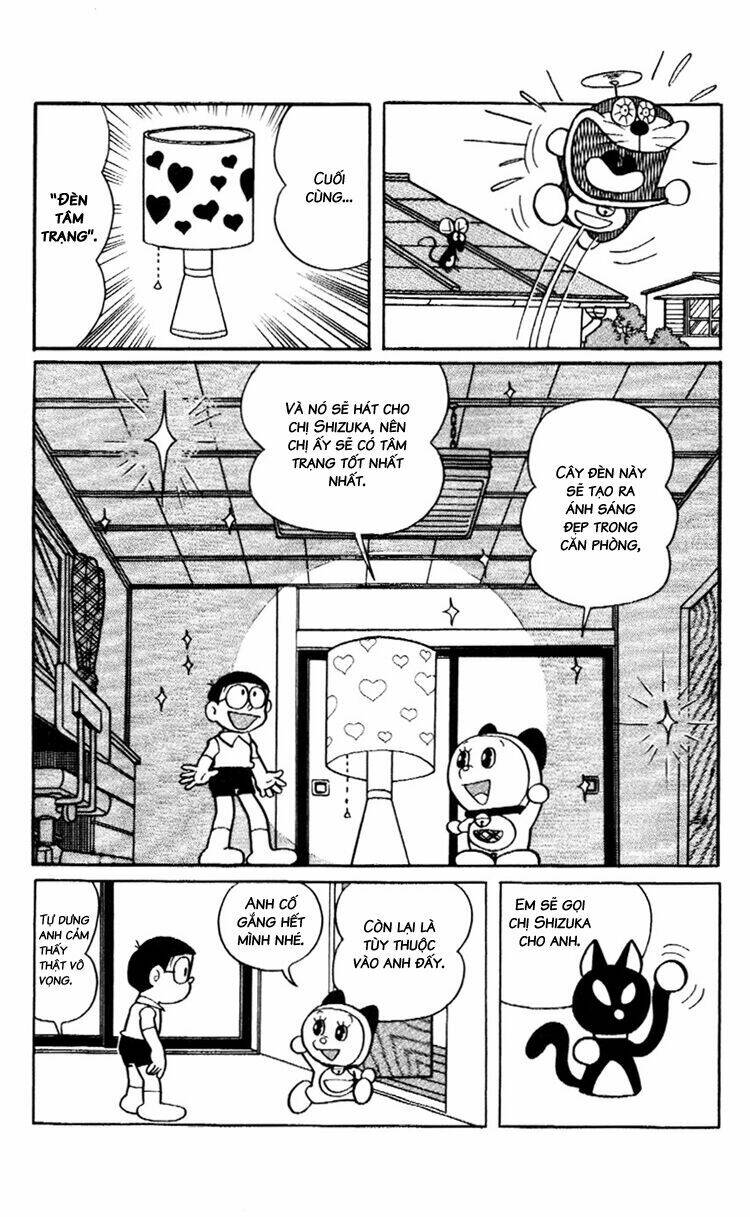 CUỐI
CÙNG...
"ĐÈN
TÂM
TRẠNG".
CÂY ĐÈN NÀY
SẼ TẠO RA
ÁNH SÁNG
ĐẸP TRONG
CĂN PHÒNG,
VÀ NÓ SẼ HÁT CHO
CHỊ SHIZUKA, NÊN
CHỊ ẤY SẼ CÓ TÂM
TRẠNG TỐT NHẤT
NHẤT.
EM SẼ GỌI
CHỊ SHIZUKA
CHO ANH.
CÒN LẠI LÀ
TÙY THUỘC
VÀO ANH ĐẤY.
ANH CỐ
GẮNG HẾT
MÌNH NHÉ.
TỰ DƯNG
ANH CẢM
THẤY
THẬT VÔ
VỌNG.